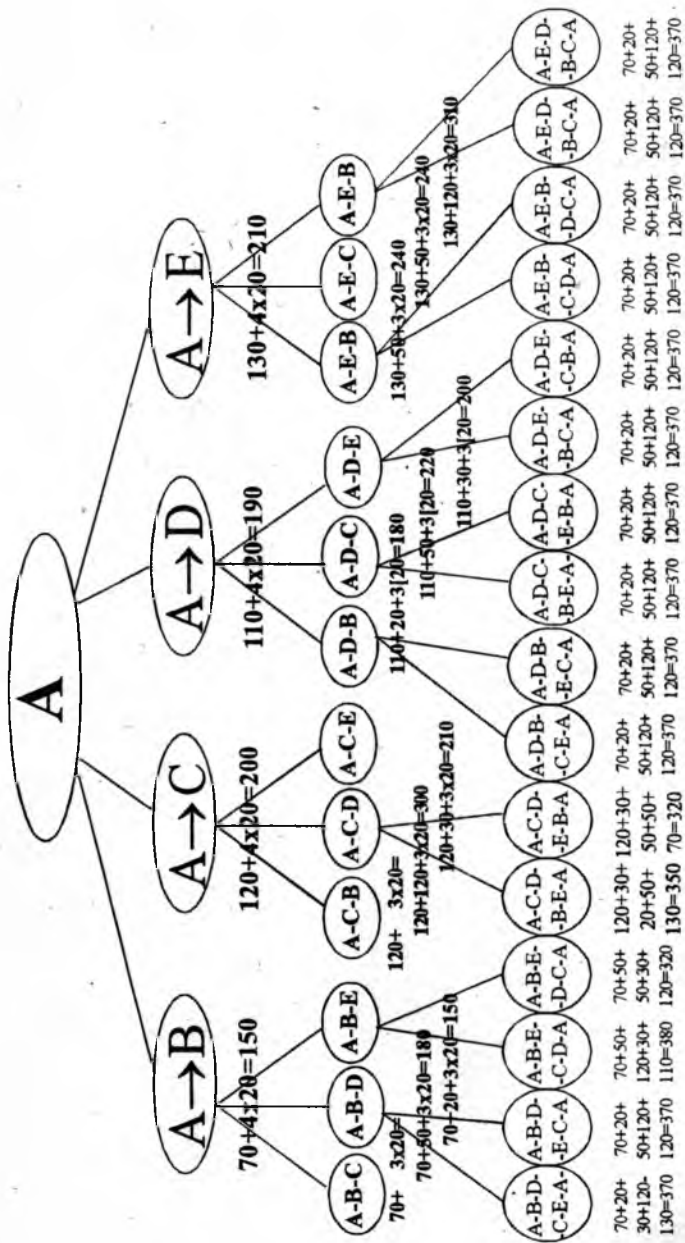 A
A→B
A→C
A→D
A→E
70+4x20=150
120+4x20=200
110+4x20=190
130+4x20=210
A-B-C
A-B-D
A-B-E
A-C-B
A-C-D
A-C-E
A-D-B
A-D-C
A-D-E
A-E-B
A-E-C
A-E-B
70+ 3x20=
70+50+3x20=180
70+20+3x20=150
120+ 3x20=
120+120+3x20=300
120+30+3x20=210
110+20+3[20=180
110+50+3[20=220
110+30+3[20=200
130+50+3x20=240
130+50+3x20=240
130+120+3x20=310
A-B-D-
C-E-A-
A-B-D-
-E-C-A
A-B-E-
-C-D-A
A-B-E-
-D-C-A
A-C-D-
-B-E-A
A-C-D-
-E-B-A
A-D-B-
-C-E-A
A-D-B-
-E-C-A
A-D-C-
-B-E-A-
A-D-C-
-E-B-A
A-D-E-
-B-C-A
A-D-E-
-C-B-A
A-E-B-
-C-D-A
A-E-B-
-D-C-A
A-E-D-
-B-C-A
A-E-D-
-B-C-A
70+20+
30+120-
130=370
70+20+
50+120+
120=370
70+50+
120+30+
110=380
70+50+
50+30+
120=320
120+30+
20+50+
130=350
120+30+
50+50+
70=320
70+20+
50+120+
120=370
70+20+
50+120+
120=370
70+20+
50+120+
120=370
70+20+
50+120+
120=370
70+20+
50+120+
120=370
70+20+
50+120+
120=370
70+20+
50+120+
120=370
70+20+
50+120+
120=370
70+20+
50+120+
120=370
70+20+
50+120+
120=370